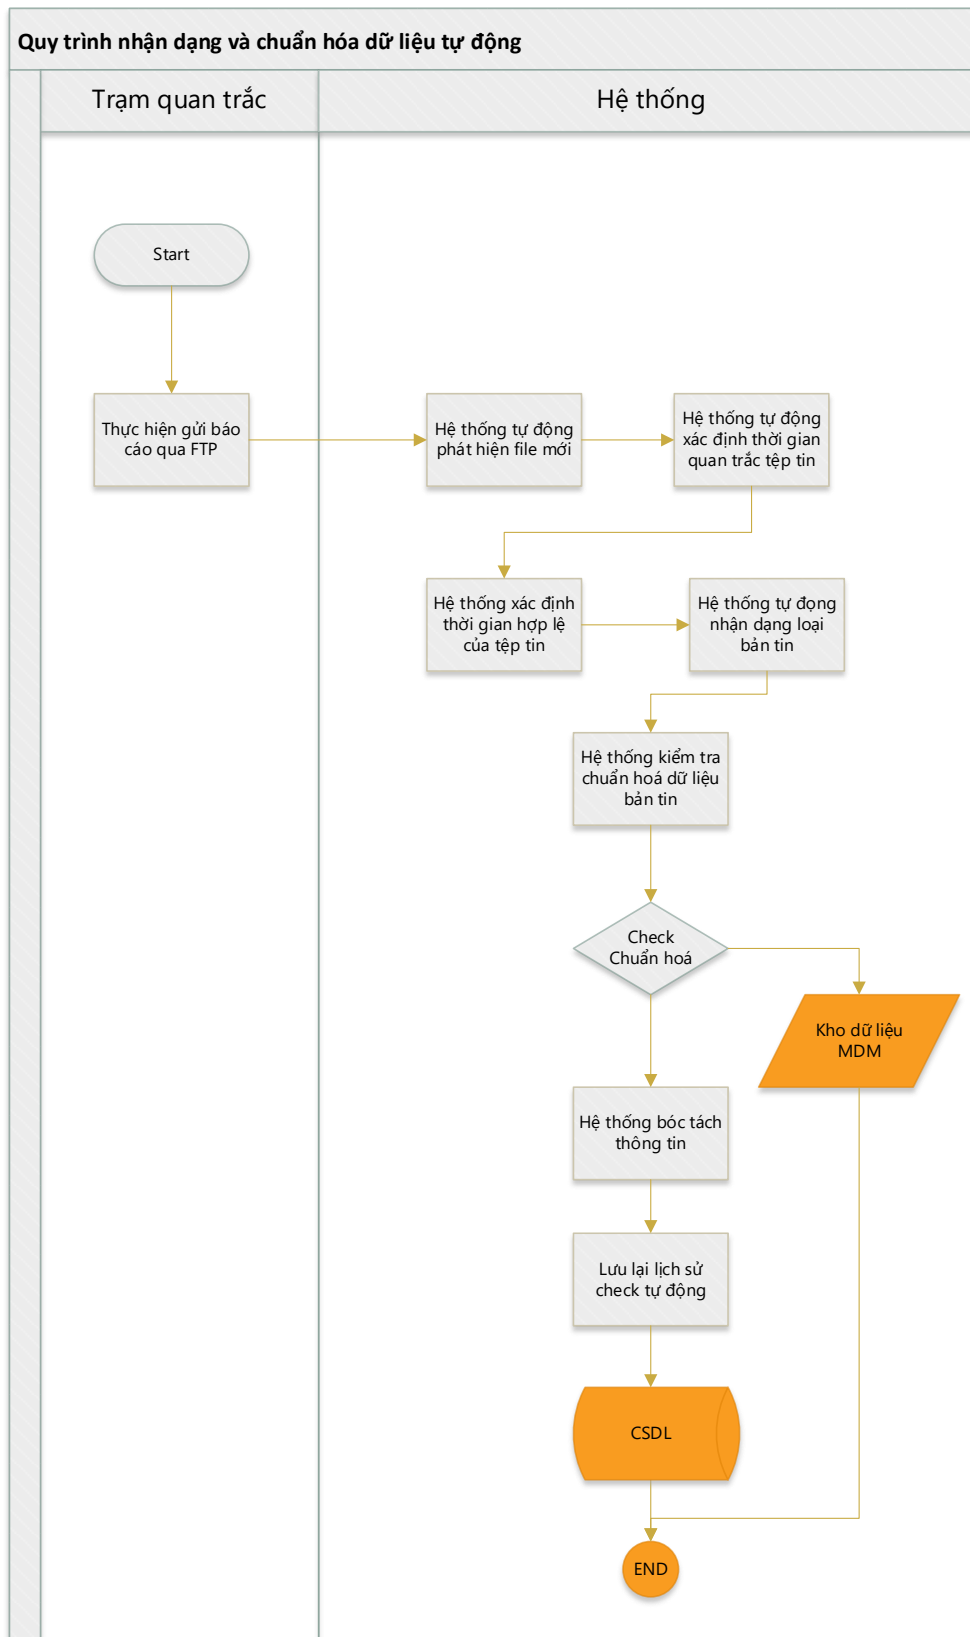 Quy trình nhận dạng và chuẩn hóa dữ liệu tự động
Trạm quan trắc
Hệ thống
Start
Thực hiện gửi báo
cáo qua FTP
Hệ thống tự động
phát hiện file mới
Hệ thống tự động
xác định thời gian
quan trắc tệp tin
Hệ thống xác định
thời gian hợp lệ
của tệp tin
Hệ thống tự đọng
nhận dạng loại
bản tin
Hệ thống kiểm tra
chuẩn hoá dữ liệu
bản tin
Check
Chuẩn hoá
Kho dữ liệu
MDM
Hệ thống bóc tách
thông tin
Lưu lại lịch sử
check tự động
CSDL
END